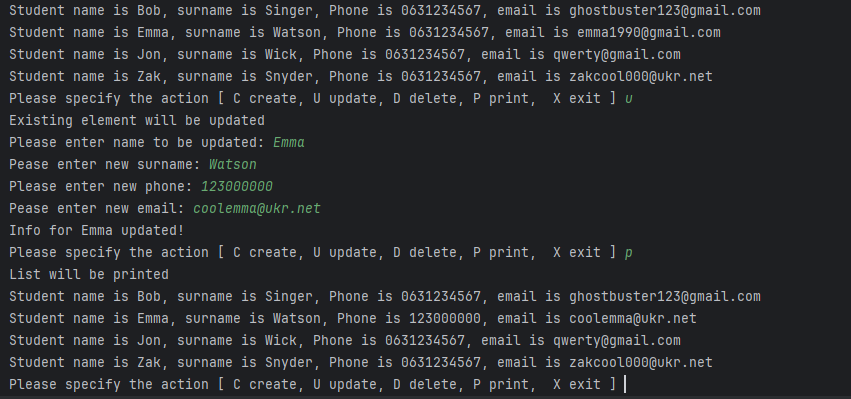 Student name is Bob, surname is Singer, Phone is 0631234567, email is ghostbuster123@gmail.com
Student name is Emma, surname is Watson, Phone is 0631234567, email is emma1990@gmail.com
Student name is Jon, surname is Wick, Phone is 0631234567, email is qwerty@gmail.com
Student name is Zak, surname is Snyder, Phone is 0631234567, email is zakcool000@ukr.net
Please specify the action [ C create, U update, D delete, P print,  X exit ] u
Existing element will be updated
Please enter name to be updated: Emma
Pease enter new surname: Watson
Please enter new phone: 123000000
Pease enter new email: coolemma@ukr.net
Info for Emma updated!
Please specify the action [ C create, U update, D delete, P print,  X exit ] p
List will be printed
Student name is Bob, surname is Singer, Phone is 0631234567, email is ghostbuster123@gmail.com
Student name is Emma, surname is Watson, Phone is 123000000, email is coolemma@ukr.net
Student name is Jon, surname is Wick, Phone is 0631234567, email is qwerty@gmail.com
Student name is Zak, surname is Snyder, Phone is 0631234567, email is zakcool000@ukr.net
Please specify the action [ C create, U update, D delete, P print,  X exit ]